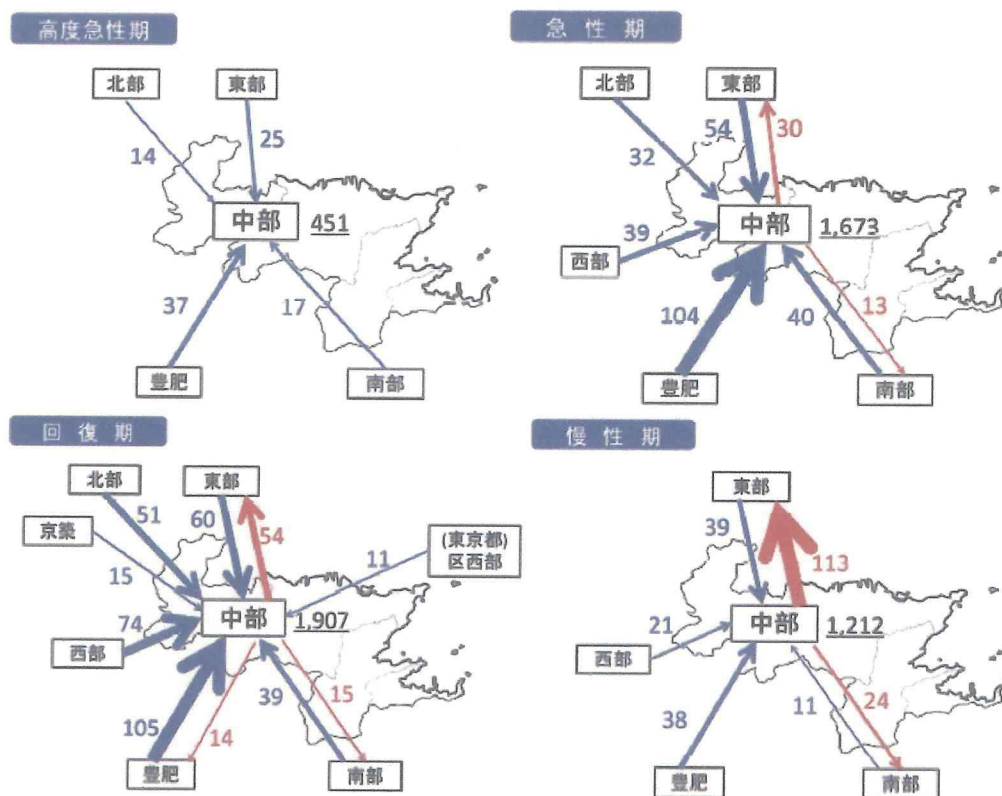 高度急性期
北部
東部
14
25
中部
451
37
17
豊肥
南部
急 性 期
北部
東部
54
30
32
中部
1,673
39
西部
104
40
13
豊肥
南部
回 復 期
北部
東部
51
60
54
京築
(東京都)
区西部
11
15
中部
1,907
74
西部
105
14
39
15
豊肥
南部
慢 性 期
東部
39
113
中部
1,212
21
西部
38
11
24
豊肥
南部